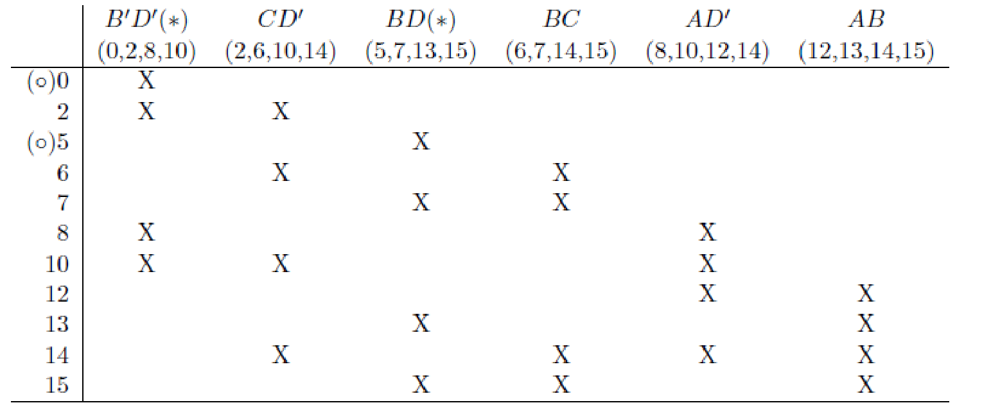 B′D′(∗) CD′ BD(∗) BC AD′ AB
(0,2,8,10) (2,6,10,14) (5,7,13,15) (6,7,14,15) (8,10,12,14) (12,13,14,15)
(∘)0 X
2 X X
(∘)5 X
6 X X
7 X X
8 X X
10 X X X
12 X X
13 X X
14 X X X X
15 X X X